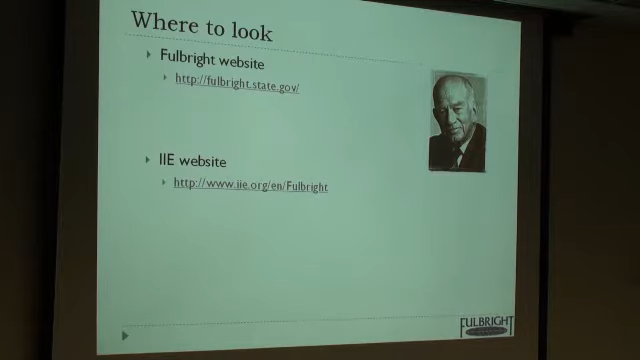 Where to look
Fulbright website
http://fulbright.state.gov/
IIE website
http://www.iie.org/en/Fulbright
FULBRIGHT